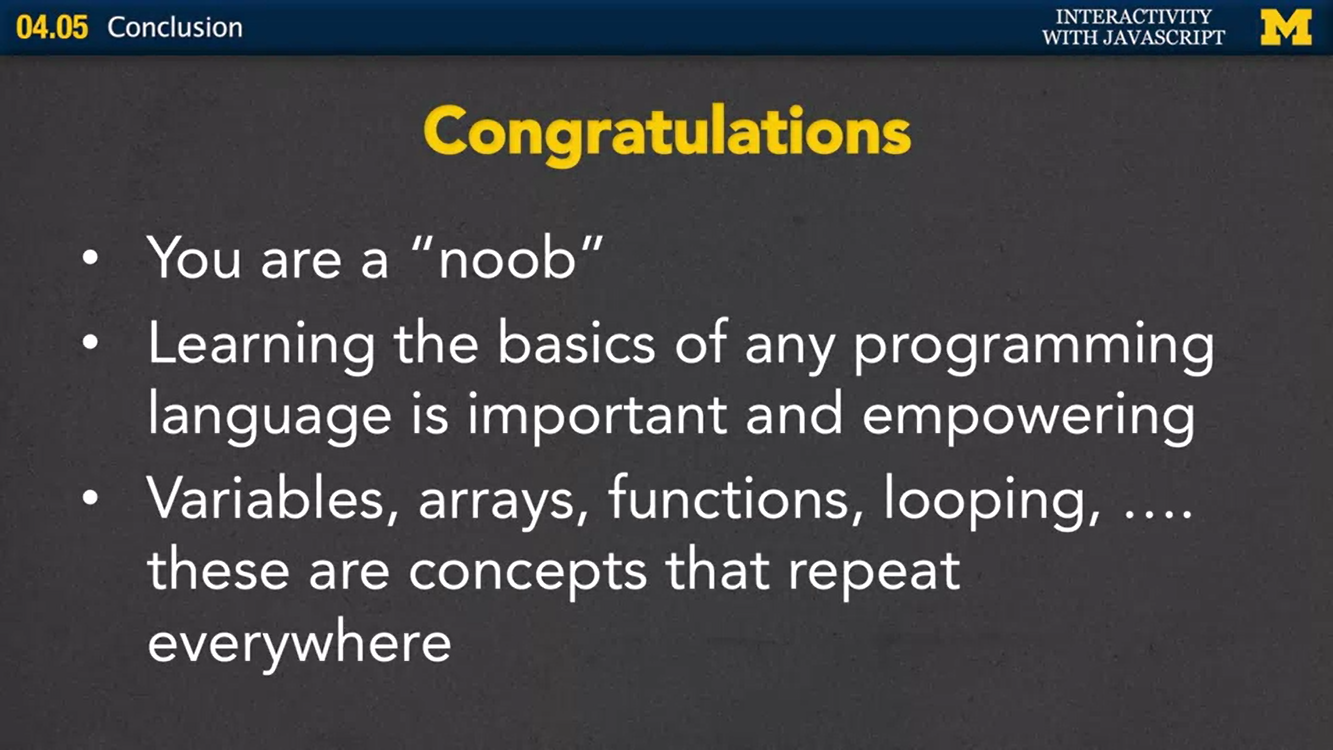 04.05 Conclusion
INTERACTIVITY
WITH JAVASCRIPT
M
Congratulations
• You are a “noob”
• Learning the basics of any programming
language is important and empowering
• Variables, arrays, functions, looping, ....
these are concepts that repeat
everywhere